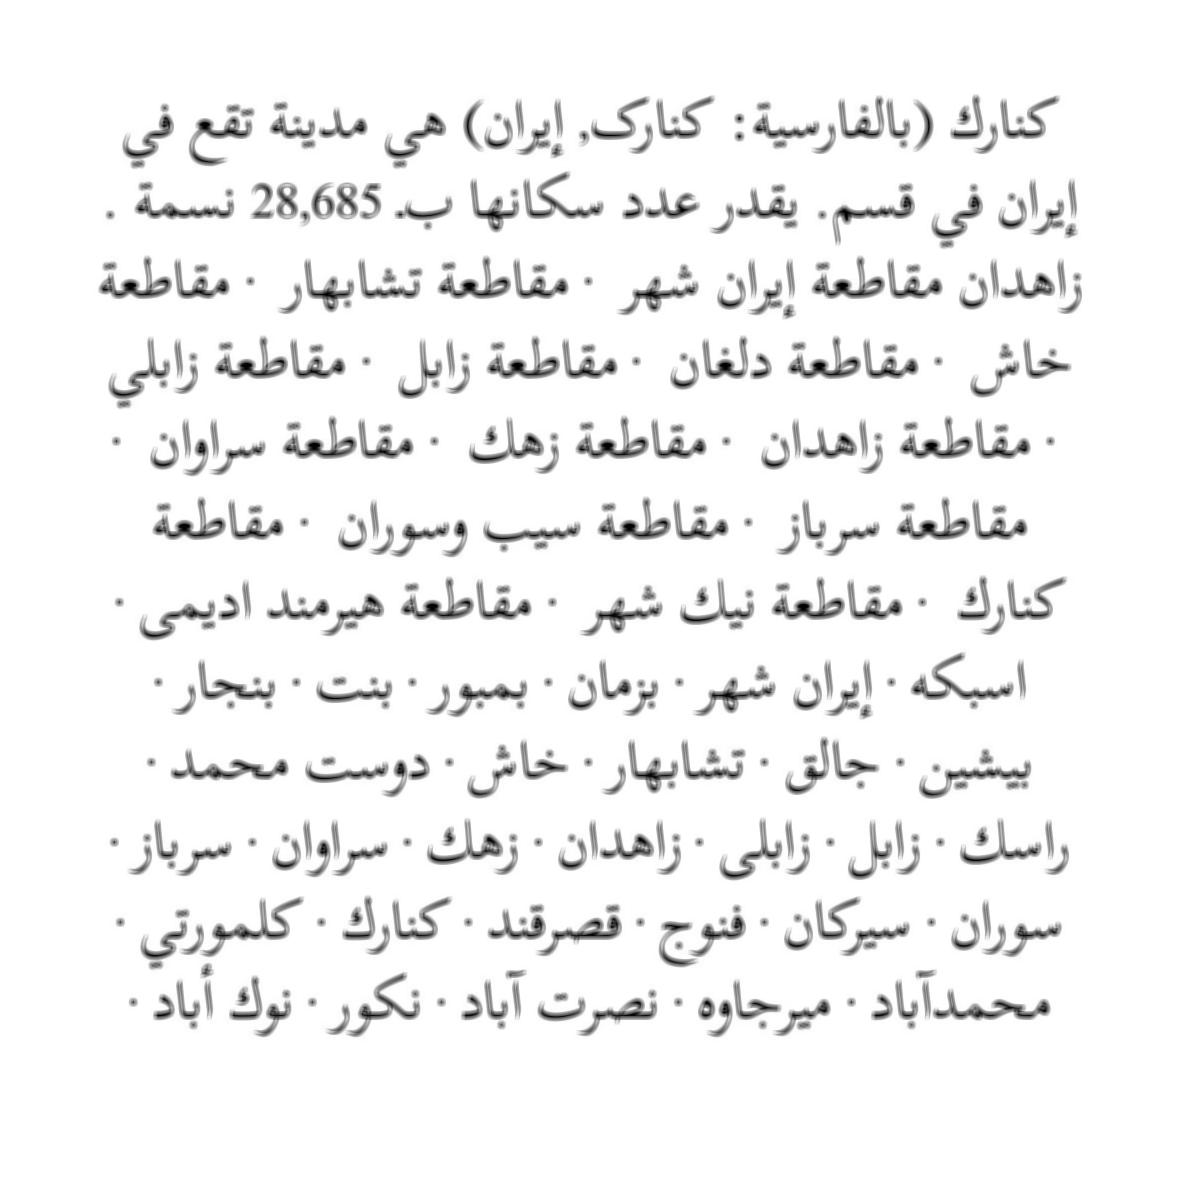 كنارك (بالفارسية: کنارک, إيران) هي مدينة تقع في
إيران في قسم. يقدر عدد سكانها بـ 28,685 نسمة .
زاهدان مقاطعة إيران شهر · مقاطعة تشابهار · مقاطعة
خاش · مقاطعة دلغان · مقاطعة زابل · مقاطعة زابلي
· مقاطعة زاهدان · مقاطعة زهك · مقاطعة سراوان ·
مقاطعة سرباز · مقاطعة سيب وسوران · مقاطعة
كنارك · مقاطعة نيك شهر · مقاطعة هيرمند اديمى ·
اسبكه · إيران شهر · بزمان · بمبور · بنت · بنجار ·
بيشين · جالق · تشابهار · خاش · دوست محمد ·
راسك · زابل · زابلى · زاهدان · زهك · سراوان · سرباز ·
سوران · سيركان · فنوج · قصرقند · كنارك · كلمورتي ·
محمدآباد · ميرجاوه · نصرت آباد · نكور · نوك أباد ·